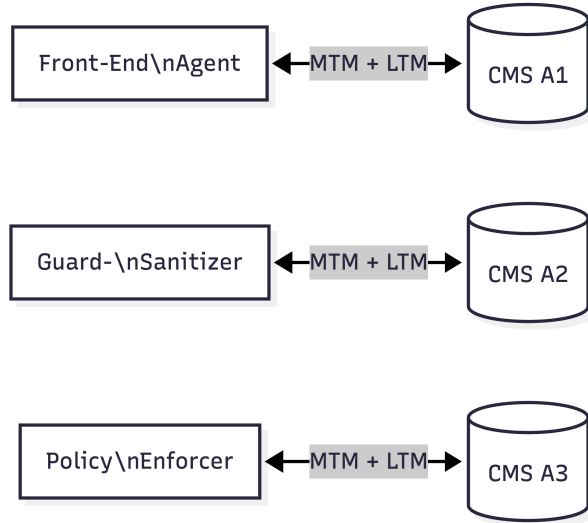 Front-End\nAgent
MTM + LTM
CMS A1
Guard-\nSanitizer
MTM + LTM
CMS A2
Policy\nEnforcer
MTM + LTM
CMS A3